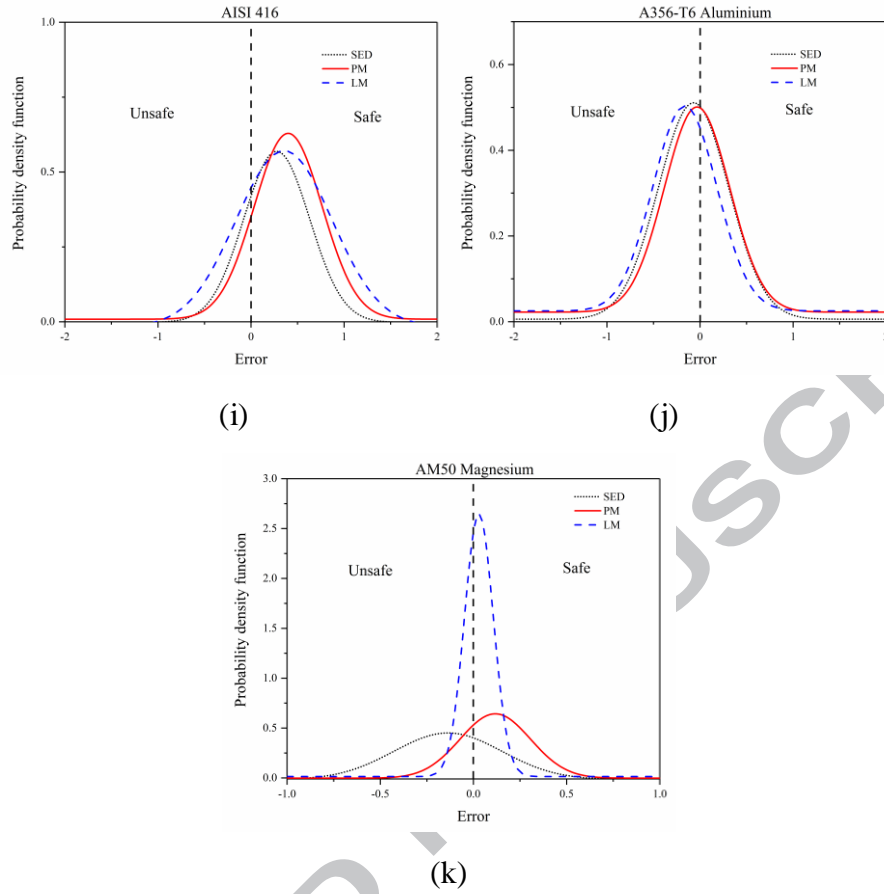 AISI 416
1.0
0.5
0.0
Probability density function
-2
-1
0
1
2
Error
Unsafe
Safe
SED
PM
LM
(i)
A356-T6 Aluminium
0.6
0.4
0.2
0.0
Probability density function
-2
-1
0
1
Error
Unsafe
Safe
SED
PM
LM
(j)
AM50 Magnesium
3.0
2.5
2.0
1.5
1.0
0.5
0.0
Probability density function
-1.0
-0.5
0.0
0.5
1.0
Error
Unsafe
Safe
SED
PM
LM
(k)